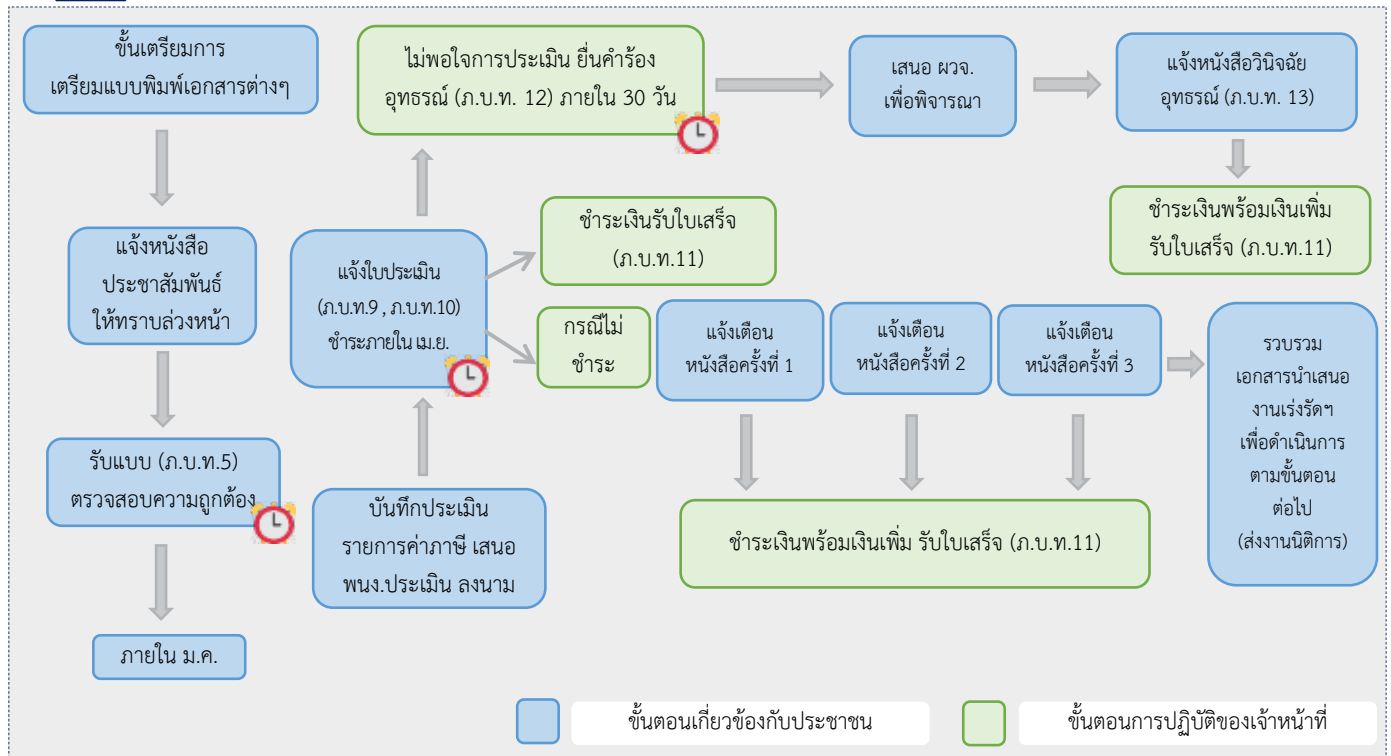 ขั้นเตรียมการ
เตรียมแบบพิมพ์เอกสารต่างๆ
แจ้งหนังสือ
ประชาสัมพันธ์
ให้ทราบล่วงหน้า
รับแบบ (ภ.บ.ท.5)
ตรวจสอบความถูกต้อง
ภายใน ม.ค.
บันทึกประเมิน
รายการค่าภาษี เสนอ
พนง.ประเมิน ลงนาม
แจ้งใบประเมิน
(ภ.บ.ท.9 , ภ.บ.ท.10)
ชำระภายใน เม.ย.
ไม่พอใจการประเมิน ยื่นคำร้อง
อุทธรณ์ (ภ.บ.ท. 12) ภายใน 30 วัน
เสนอ ผวจ.
เพื่อพิจารณา
แจ้งหนังสือวินิจฉัย
อุทธรณ์ (ภ.บ.ท. 13)
ชำระเงินพร้อมเงินเพิ่ม
รับใบเสร็จ (ภ.บ.ท.11)
ชำระเงินรับใบเสร็จ
(ภ.บ.ท.11)
กรณีไม่
ชำระ
แจ้งเตือน
หนังสือครั้งที่ 1
แจ้งเตือน
หนังสือครั้งที่ 2
แจ้งเตือน
หนังสือครั้งที่ 3
รวบรวม
เอกสารนำเสนอ
งานเร่งรัดฯ
เพื่อดำเนินการ
ตามขั้นตอน
ต่อไป
(ส่งงานนิติการ)
ชำระเงินพร้อมเงินเพิ่ม รับใบเสร็จ (ภ.บ.ท.11)
ขั้นตอนเกี่ยวข้องกับประชาชน
ขั้นตอนการปฏิบัติของเจ้าหน้าที่